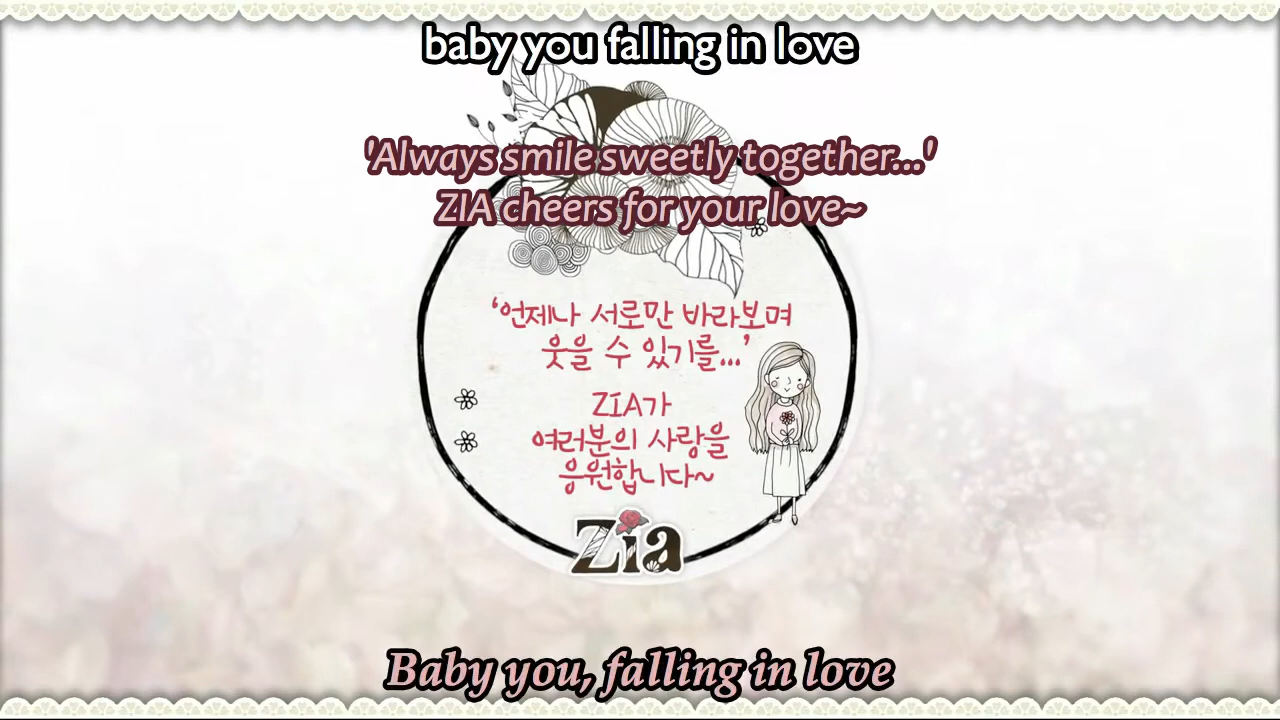 baby you falling in love
'Always smile sweetly together...'
ZIA cheers for your love~
‘언제나 서로만 바라보며
웃을 수 있기를...’
ZIA가
여러분의 사랑을
응원합니다~
Zia
Baby you, falling in love